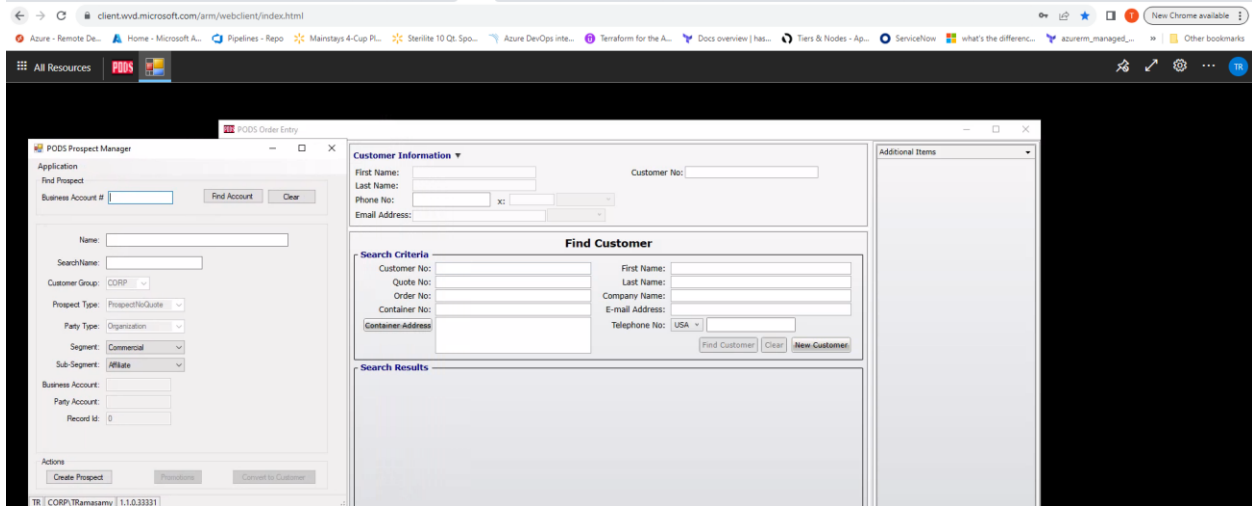 client.wvd.microsoft.com/arm/webclient/index.html
New Chrome available
Azure - Remote De... Home - Microsoft A... Pipelines - Repo Mainstays 4-Cup Pl... Sterilite 10 Qt. Spo... Azure DevOps inte... Terraform for the A... Docs overview | has... Tiers & Nodes - Ap... ServiceNow what's the differenc... azurerm_managed_... » Other bookmarks
All Resources PODS TR
PODS Order Entry
PODS Prospect Manager
Application
Find Prospect
Business Account # Find Account Clear
Name:
SearchName:
Customer Group: CORP
Prospect Type: ProspectNoQuote
Party Type: Organization
Segment: Commercial
Sub-Segment: Affiliate
Business Account:
Party Account:
Record Id: 0
Actions
Create Prospect Promotions Convert to Customer
TR CORP\TRamasamy 1.1.0.33331
Customer Information ▼
First Name: Customer No:
Last Name:
Phone No: x:
Email Address:
Find Customer
Search Criteria
Customer No: First Name:
Quote No: Last Name:
Order No: Company Name:
Container No: E-mail Address:
Container Address Telephone No: USA
Find Customer Clear New Customer
Search Results
Additional Items